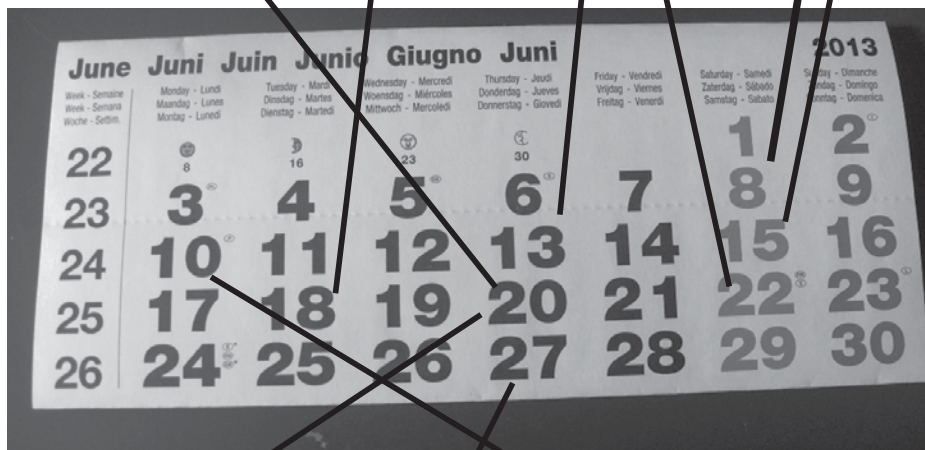 June Juni Juin Junio Giugno Juni 2013
Week - Semaine Monday - Lundi Tuesday - Mardi Wednesday - Mercredi Thursday - Jeudi Friday - Vendredi Saturday - Samedi Sunday - Dimanche
Week - Semana Maandag - Lunes Dinsdag - Martes Woensdag - Miércoles Donderdag - Jueves Vrijdag - Viernes Zaterdag - Sábado - Domingo
Woche - Settim. Montag - Lunedì Dienstag - Martedì Mittwoch - Mercoledì Donnerstag - Giovedì Freitag - Venerdì Samstag - Sabato Sonntag - Domenica
22 8 16 23 30 1 2
23 3 4 5 6 7 8 9
24 10 11 12 13 14 15 16
25 17 18 19 20 21 22 23
26 24 25 26 27 28 29 30